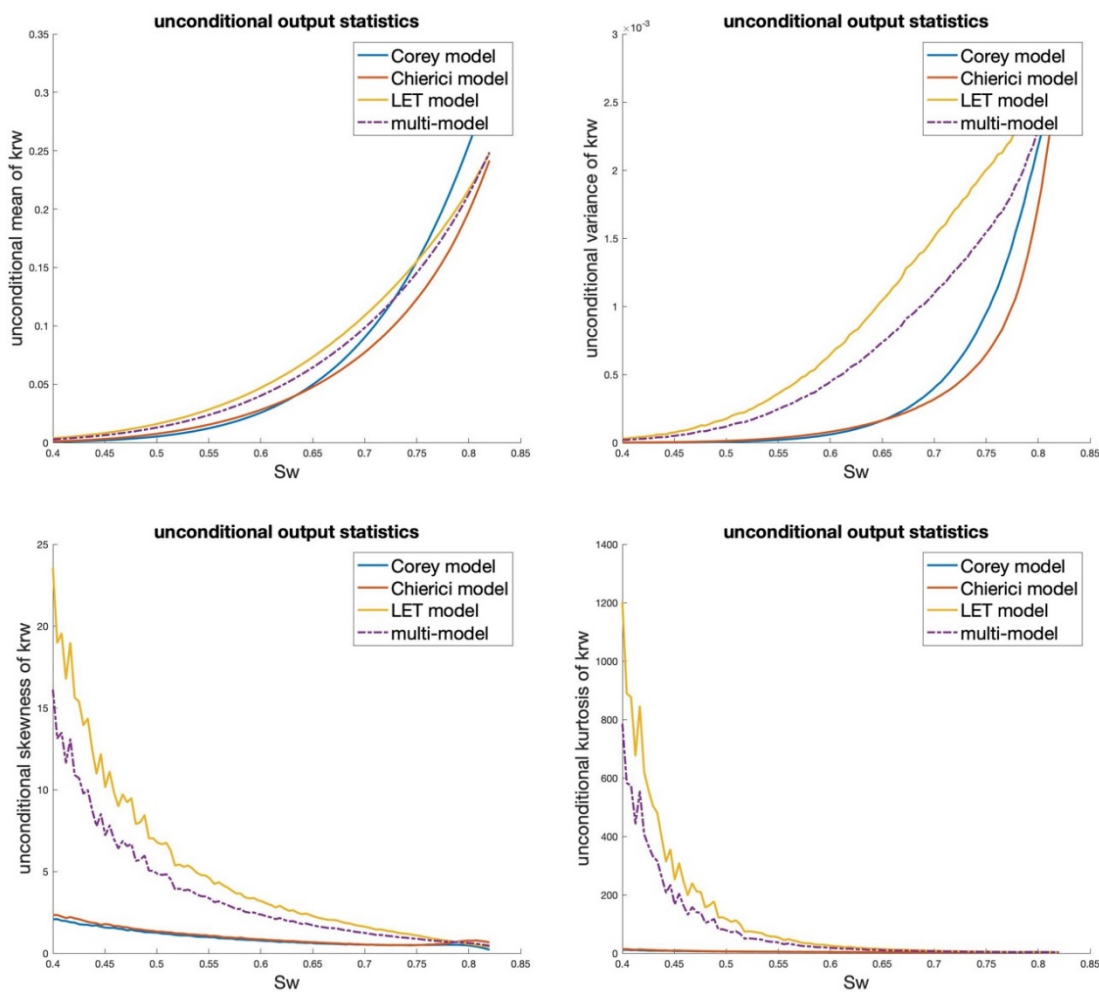 unconditional output statistics
0.35
0.3
0.25
0.2
0.15
0.1
0.05
0
unconditional mean of krw
Corey model
Chierici model
LET model
multi-model
0.4 0.45 0.5 0.55 0.6 0.65 0.7 0.75 0.8 0.85
Sw
unconditional output statistics
×10⁻³
3
2.5
2
1.5
1
0.5
0
unconditional variance of krw
Corey model
Chierici model
LET model
multi-model
0.4 0.45 0.5 0.55 0.6 0.65 0.7 0.75 0.8 0.85
Sw
unconditional output statistics
25
20
15
10
5
0
unconditional skewness of krw
Corey model
Chierici model
LET model
multi-model
0.4 0.45 0.5 0.55 0.6 0.65 0.7 0.75 0.8 0.85
Sw
unconditional output statistics
1400
1200
1000
800
600
400
200
0
unconditional kurtosis of krw
Corey model
Chierici model
LET model
multi-model
0.4 0.45 0.5 0.55 0.6 0.65 0.7 0.75 0.8 0.85
Sw